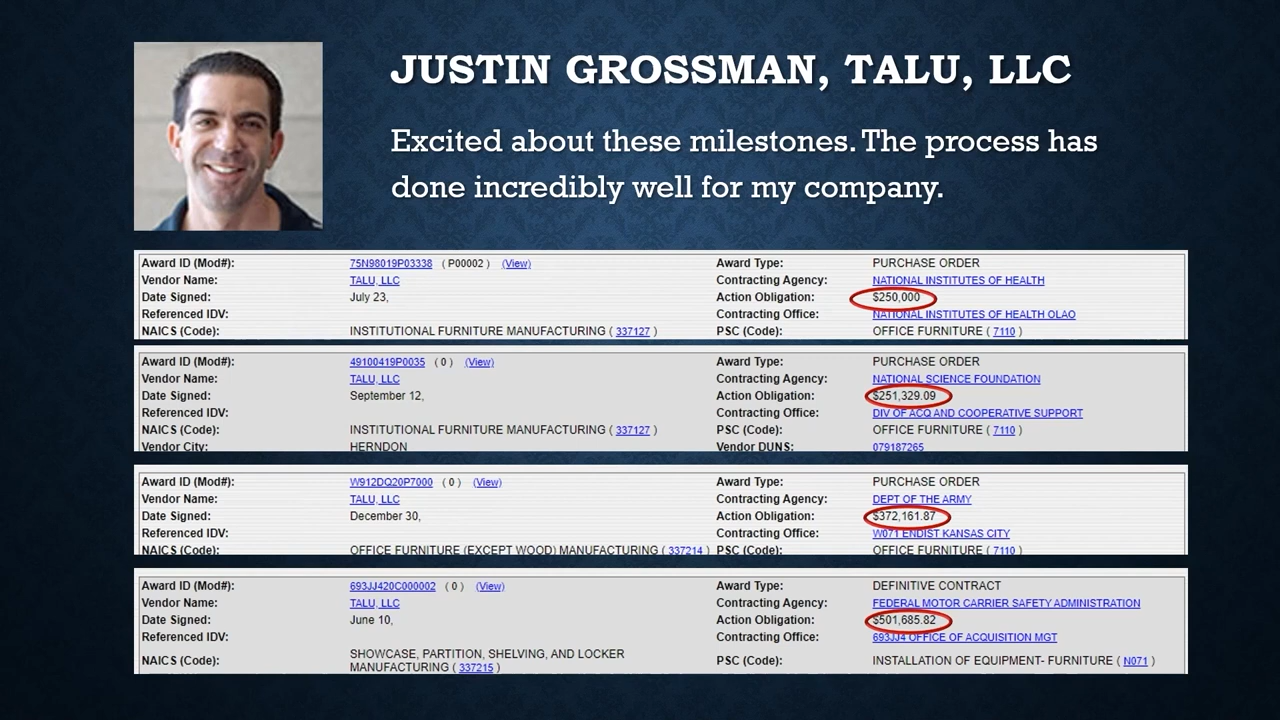 JUSTIN GROSSMAN, TALU, LLC
Excited about these milestones. The process has
done incredibly well for my company.
Award ID (Mod#): 75N98019P03338 ( P00002 ) (View) Award Type: PURCHASE ORDER
Vendor Name: TALU, LLC Contracting Agency: NATIONAL INSTITUTES OF HEALTH
Date Signed: July 23, Action Obligation: $250,000
Referenced IDV: Contracting Office: NATIONAL INSTITUTES OF HEALTH OLAO
NAICS (Code): INSTITUTIONAL FURNITURE MANUFACTURING ( 337127 ) PSC (Code): OFFICE FURNITURE ( 7110 )
Award ID (Mod#): 49100419P0035 ( 0 ) (View) Award Type: PURCHASE ORDER
Vendor Name: TALU, LLC Contracting Agency: NATIONAL SCIENCE FOUNDATION
Date Signed: September 12, Action Obligation: $251,329.09
Referenced IDV: Contracting Office: DIV OF ACQ AND COOPERATIVE SUPPORT
NAICS (Code): INSTITUTIONAL FURNITURE MANUFACTURING ( 337127 ) PSC (Code): OFFICE FURNITURE ( 7110 )
Vendor City: HERNDON Vendor DUNS: 079187265
Award ID (Mod#): W912DQ20P7000 ( 0 ) (View) Award Type: PURCHASE ORDER
Vendor Name: TALU, LLC Contracting Agency: DEPT OF THE ARMY
Date Signed: December 30, Action Obligation: $372,161.87
Referenced IDV: Contracting Office: W071 ENDIST KANSAS CITY
NAICS (Code): OFFICE FURNITURE (EXCEPT WOOD) MANUFACTURING ( 337214 ) PSC (Code): OFFICE FURNITURE ( 7110 )
Award ID (Mod#): 693JJ420C000002 ( 0 ) (View) Award Type: DEFINITIVE CONTRACT
Vendor Name: TALU, LLC Contracting Agency: FEDERAL MOTOR CARRIER SAFETY ADMINISTRATION
Date Signed: June 10, Action Obligation: $501,685.82
Referenced IDV: Contracting Office: 693JJ4 OFFICE OF ACQUISITION MGT
NAICS (Code): SHOWCASE, PARTITION, SHELVING, AND LOCKER
MANUFACTURING ( 337215 ) PSC (Code): INSTALLATION OF EQUIPMENT- FURNITURE ( N071 )